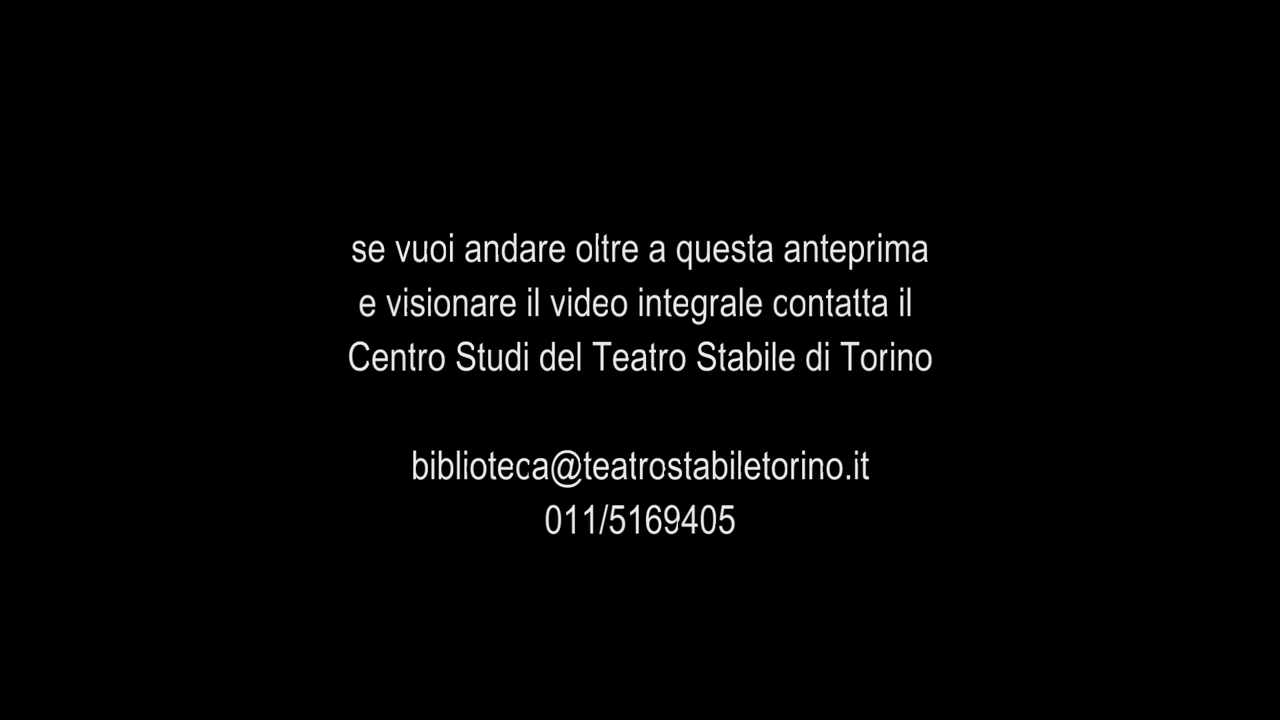 se vuoi andare oltre a questa anteprima
e visionare il video integrale contatta il
Centro Studi del Teatro Stabile di Torino
biblioteca@teatrostabiletorino.it
011/5169405